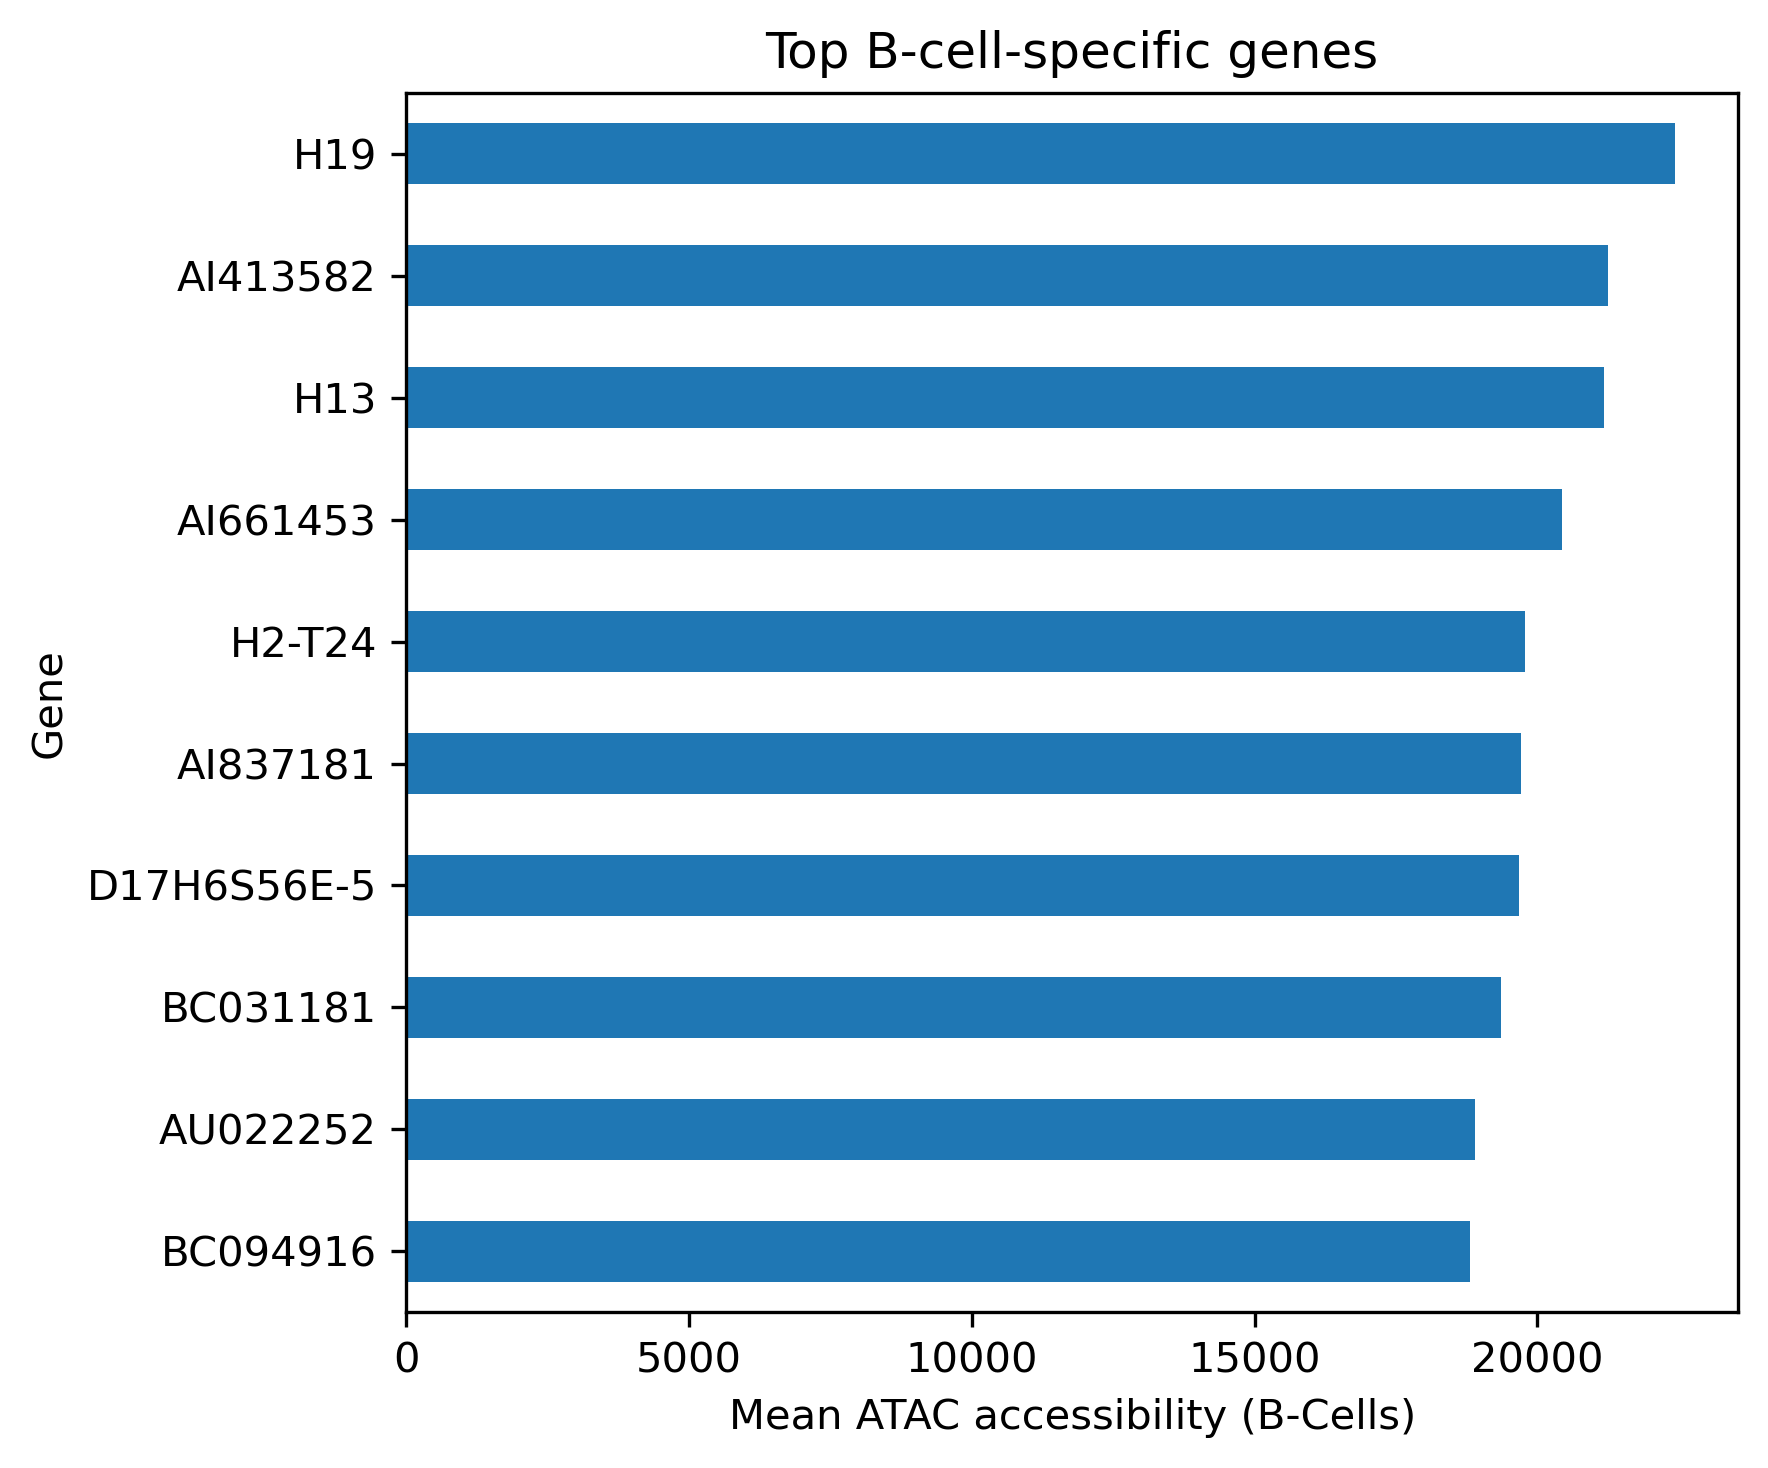 Top B-cell-specific genes
H19
AI413582
H13
AI661453
H2-T24
AI837181
D17H6S56E-5
BC031181
AU022252
BC094916
Gene
0 5000 10000 15000 20000
Mean ATAC accessibility (B-Cells)